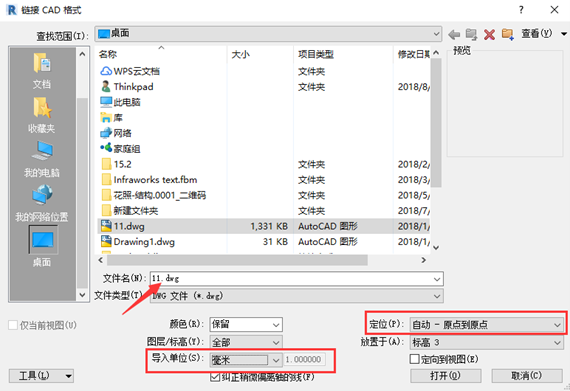 链接 CAD 格式
查找范围(I): 桌面 查看(V)
名称 大小 项目类型 修改日期 预览
WPS云文档 文件夹
Thinkpad 文件夹 2018/8/
此电脑
库 文件夹
网络
家庭组
15.2 文件夹 2018/2/
Infraworks text.fbm 文件夹 2018/3/
花照-结构.0001_二维码 文件夹 2018/5/
新建文件夹 文件夹 2018/7/
11.dwg 1,331 KB AutoCAD 图形 2018/1/
Drawing1.dwg 31 KB AutoCAD 图形 2018/1/
文档
收藏夹
我的电脑
我的网络位置
桌面
文件名(N): 11.dwg
文件类型(T): DWG 文件 (*.dwg)
仅当前视图(U) 颜色(R): 保留 定位(P): 自动 - 原点到原点
图层/标高(Y): 全部 放置于(A): 标高 3
导入单位(S): 毫米 1.000000 定向到视图(E)
纠正稍微偏离轴的线(F)
工具(L) 打开(O) 取消(C)